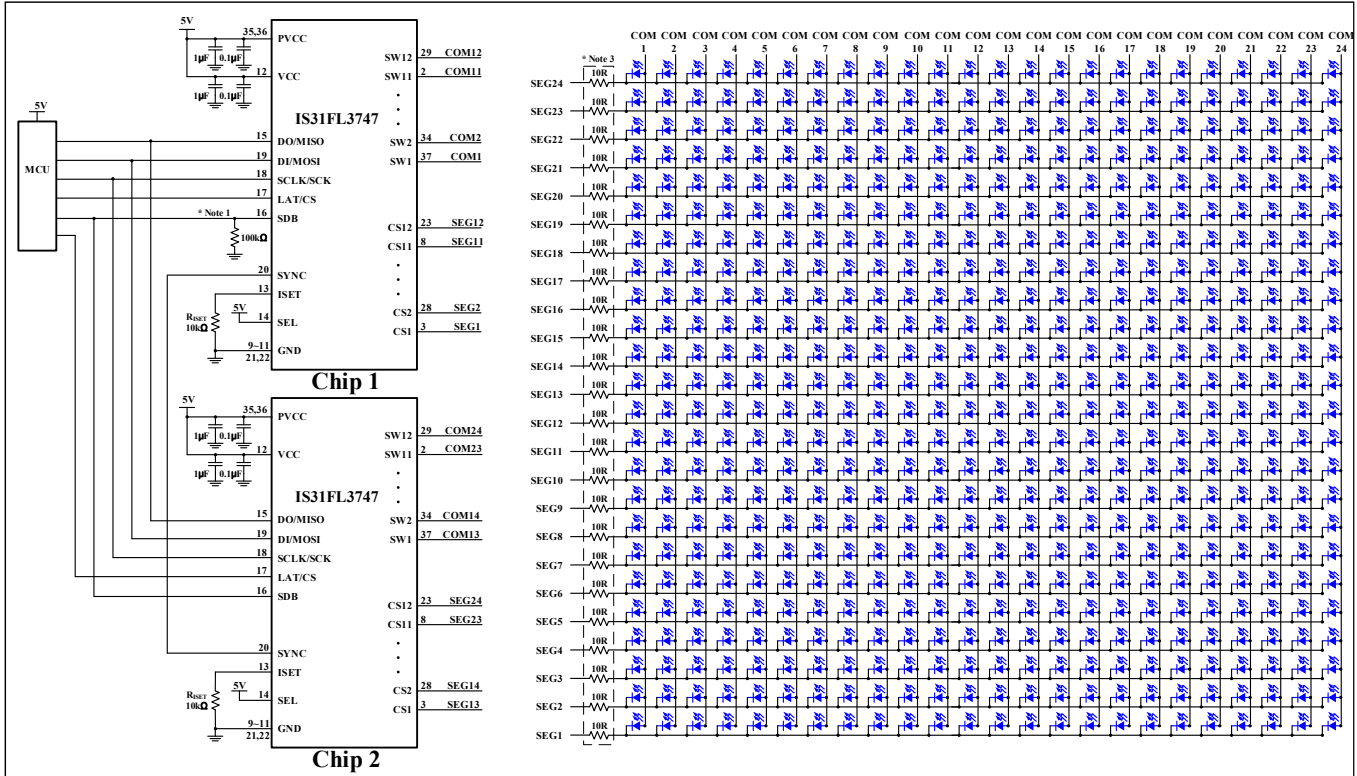 5V
35,36
PVCC
1µF 0.1µF
12
VCC
1µF 0.1µF
IS31FL3747
SW12 29 COM12
SW11 2 COM11
SW2 34 COM2
SW1 37 COM1
5V
MCU
15
DO/MISO
19
DI/MOSI
18
SCLK/SCK
17
LAT/CS
* Note 1
16
SDB
100kΩ
CS12 23 SEG12
CS11 8 SEG11
20
SYNC
13
ISET
RISET
10kΩ
5V
14
SEL
CS2 28 SEG2
CS1 3 SEG1
9~11
21,22
GND
Chip 1
5V
35,36
PVCC
1µF 0.1µF
12
VCC
1µF 0.1µF
IS31FL3747
SW12 29 COM24
SW11 2 COM23
SW2 34 COM14
SW1 37 COM13
15
DO/MISO
19
DI/MOSI
18
SCLK/SCK
17
LAT/CS
16
SDB
CS12 23 SEG24
CS11 8 SEG23
20
SYNC
13
ISET
RISET
10kΩ
5V
14
SEL
CS2 28 SEG14
CS1 3 SEG13
9~11
21,22
GND
Chip 2
COM COM COM COM COM COM COM COM COM COM COM COM COM COM COM COM COM COM COM COM COM COM COM COM
1 2 3 4 5 6 7 8 9 10 11 12 13 14 15 16 17 18 19 20 21 22 23 24
* Note 3
SEG24 10R
SEG23 10R
SEG22 10R
SEG21 10R
SEG20 10R
SEG19 10R
SEG18 10R
SEG17 10R
SEG16 10R
SEG15 10R
SEG14 10R
SEG13 10R
SEG12 10R
SEG11 10R
SEG10 10R
SEG9 10R
SEG8 10R
SEG7 10R
SEG6 10R
SEG5 10R
SEG4 10R
SEG3 10R
SEG2 10R
SEG1 10R